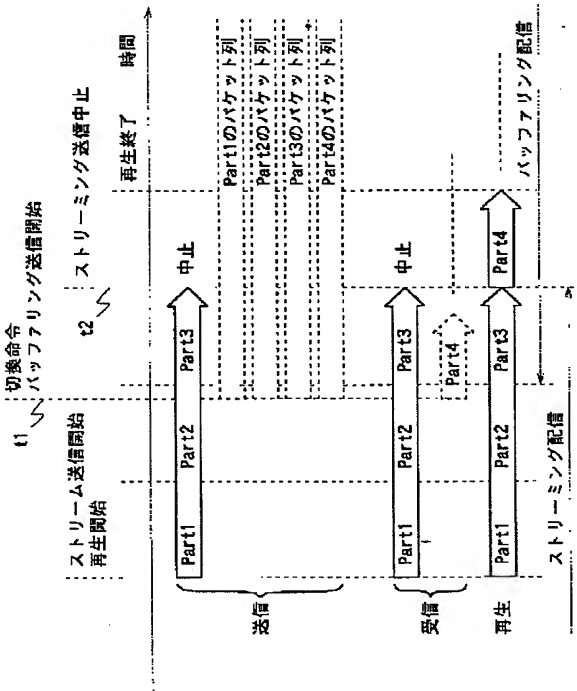 切換命令
バッファリング送信開始
t1
ストリーミング送信中止
t2
ストリーム送信開始
再生開始
再生終了
時間
送信
Part1
Part2
Part3
中止
Part1のパケット列
Part2のパケット列
Part3のパケット列
Part4のパケット列
受信
Part1
Part2
Part3
中止
Part4
再生
Part1
Part2
Part3
Part4
バッファリング配信
ストリーミング配信